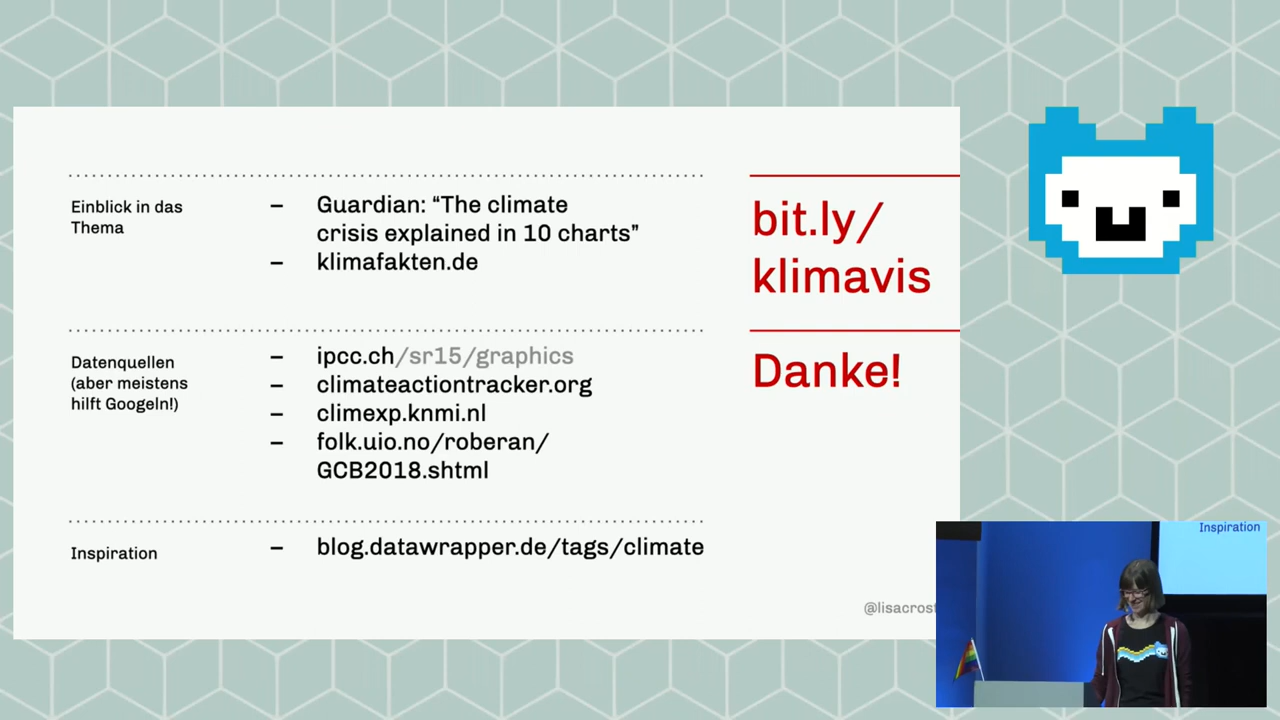 Einblick in das
Thema
– Guardian: “The climate
crisis explained in 10 charts”
– klimafakten.de
bit.ly/
klimavis
Datenquellen
(aber meistens
hilft Googeln!)
– ipcc.ch/sr15/graphics
– climateactiontracker.org
– climexp.knmi.nl
– folk.uio.no/roberan/
GCB2018.shtml
Danke!
Inspiration
– blog.datawrapper.de/tags/climate
@lisacrost
Inspiration